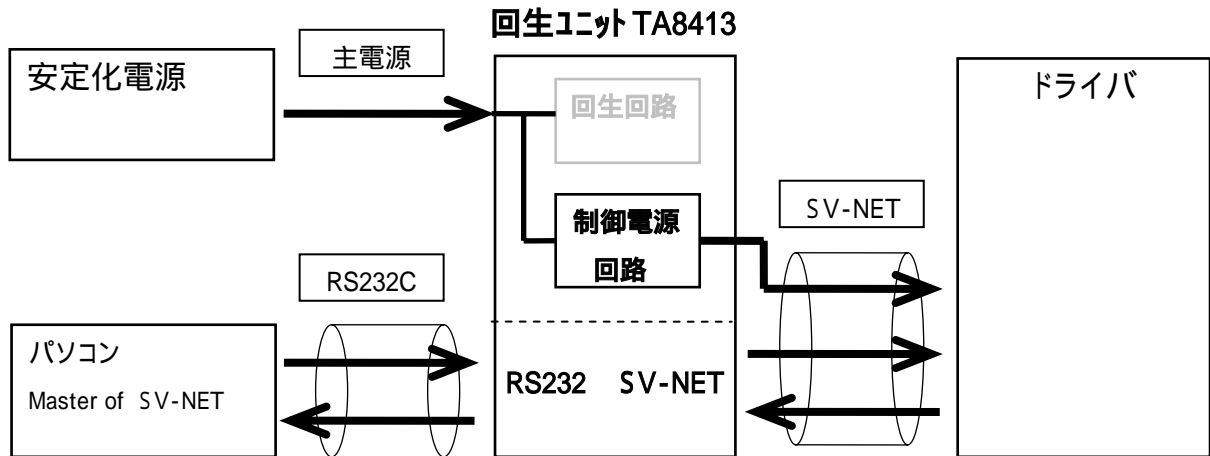 回生ユニット TA8413
安定化電源
主電源
回生回路
ドライバ
制御電源
回路
SV-NET
RS232C
パソコン
Master of SV-NET
RS232 SV-NET